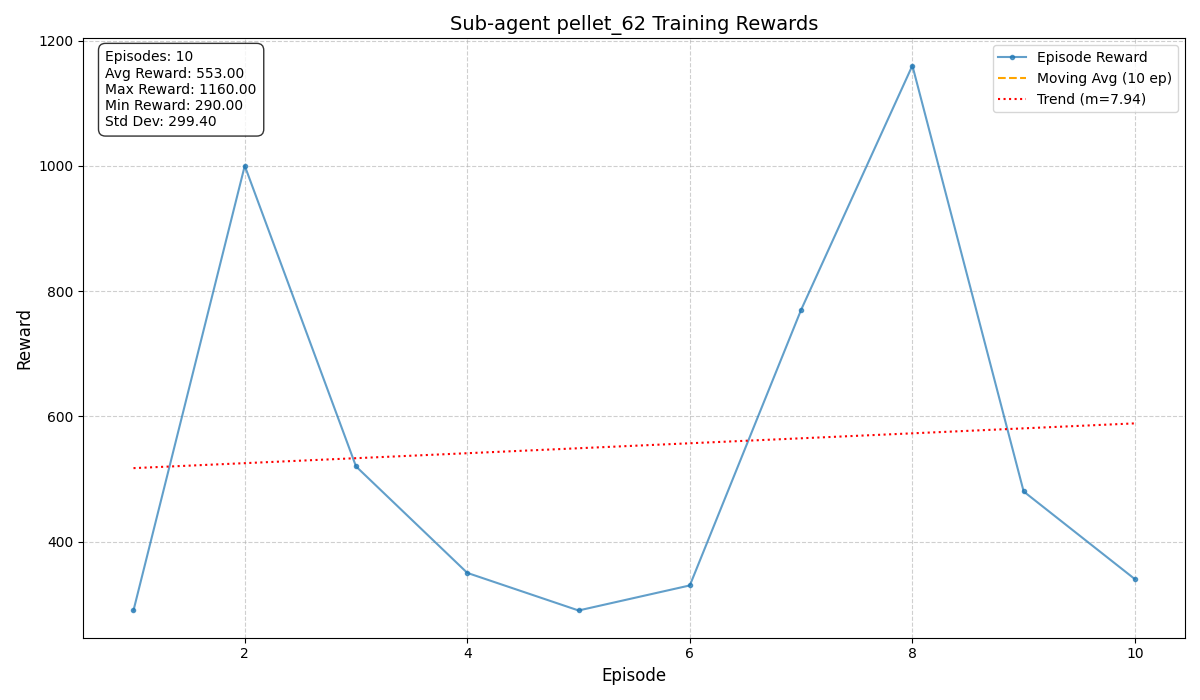 Sub-agent pellet_62 Training Rewards
Episodes: 10
Avg Reward: 553.00
Max Reward: 1160.00
Min Reward: 290.00
Std Dev: 299.40
Episode Reward
Moving Avg (10 ep)
Trend (m=7.94)
1200
1000
800
600
400
Reward
2
4
6
8
10
Episode